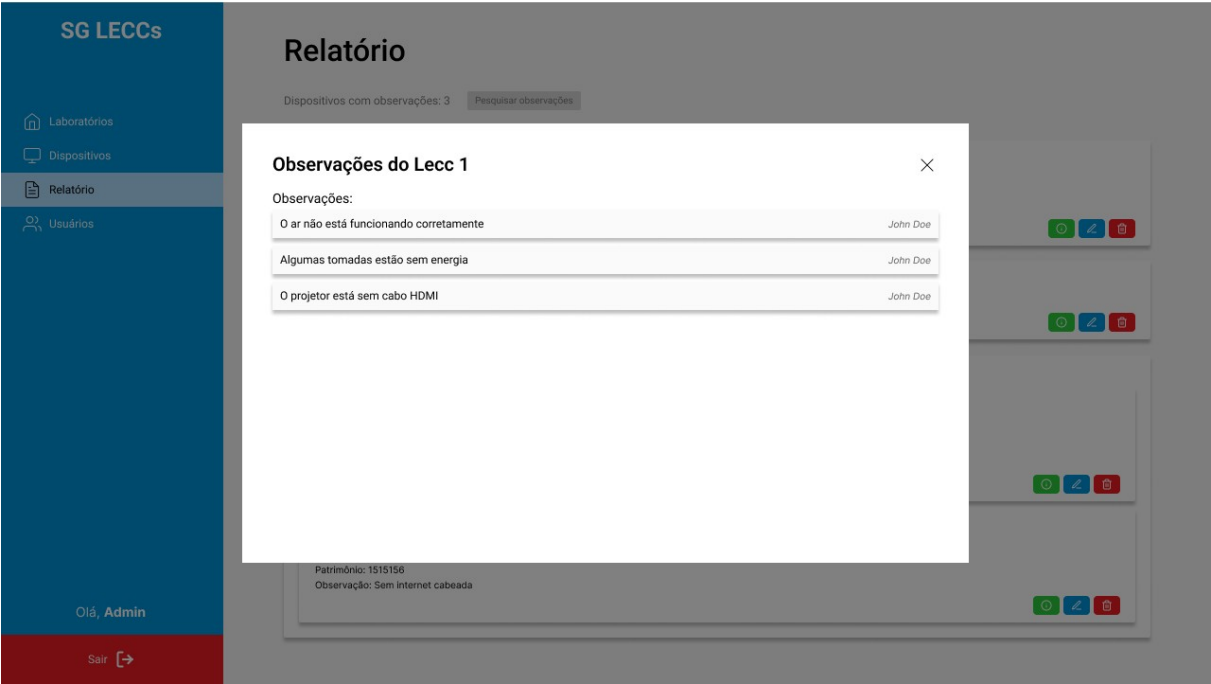 SG LECCs
Laboratórios
Dispositivos
Relatório
Usuários
Olá, Admin
Sair
Relatório
Dispositivos com observações: 3 Pesquisar observações
Observações do Lecc 1
Observações:
O ar não está funcionando corretamente John Doe
Algumas tomadas estão sem energia John Doe
O projetor está sem cabo HDMI John Doe
Patrimônio: 1515156
Observação: Sem internet cabeada